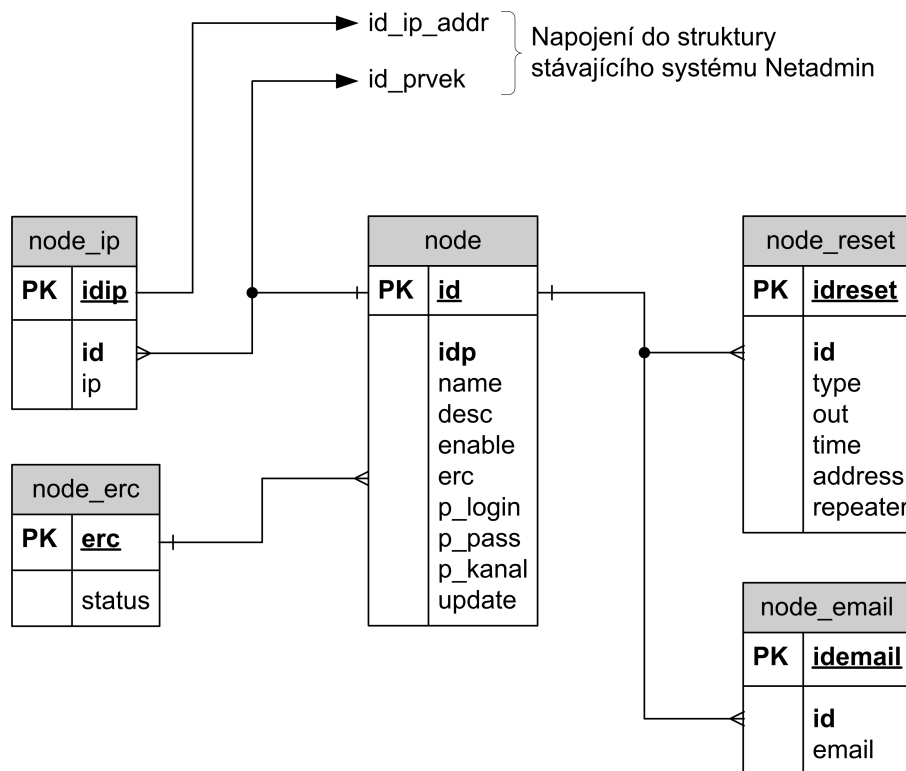 id_ip_addr
id_prvek
Napojení do struktury
stávajícího systému Netadmin
node_ip
PK idip
id
ip
node_erc
PK erc
status
node
PK id
idp
name
desc
enable
erc
p_login
p_pass
p_kanal
update
node_reset
PK idreset
id
type
out
time
address
repeater
node_email
PK idemail
id
email